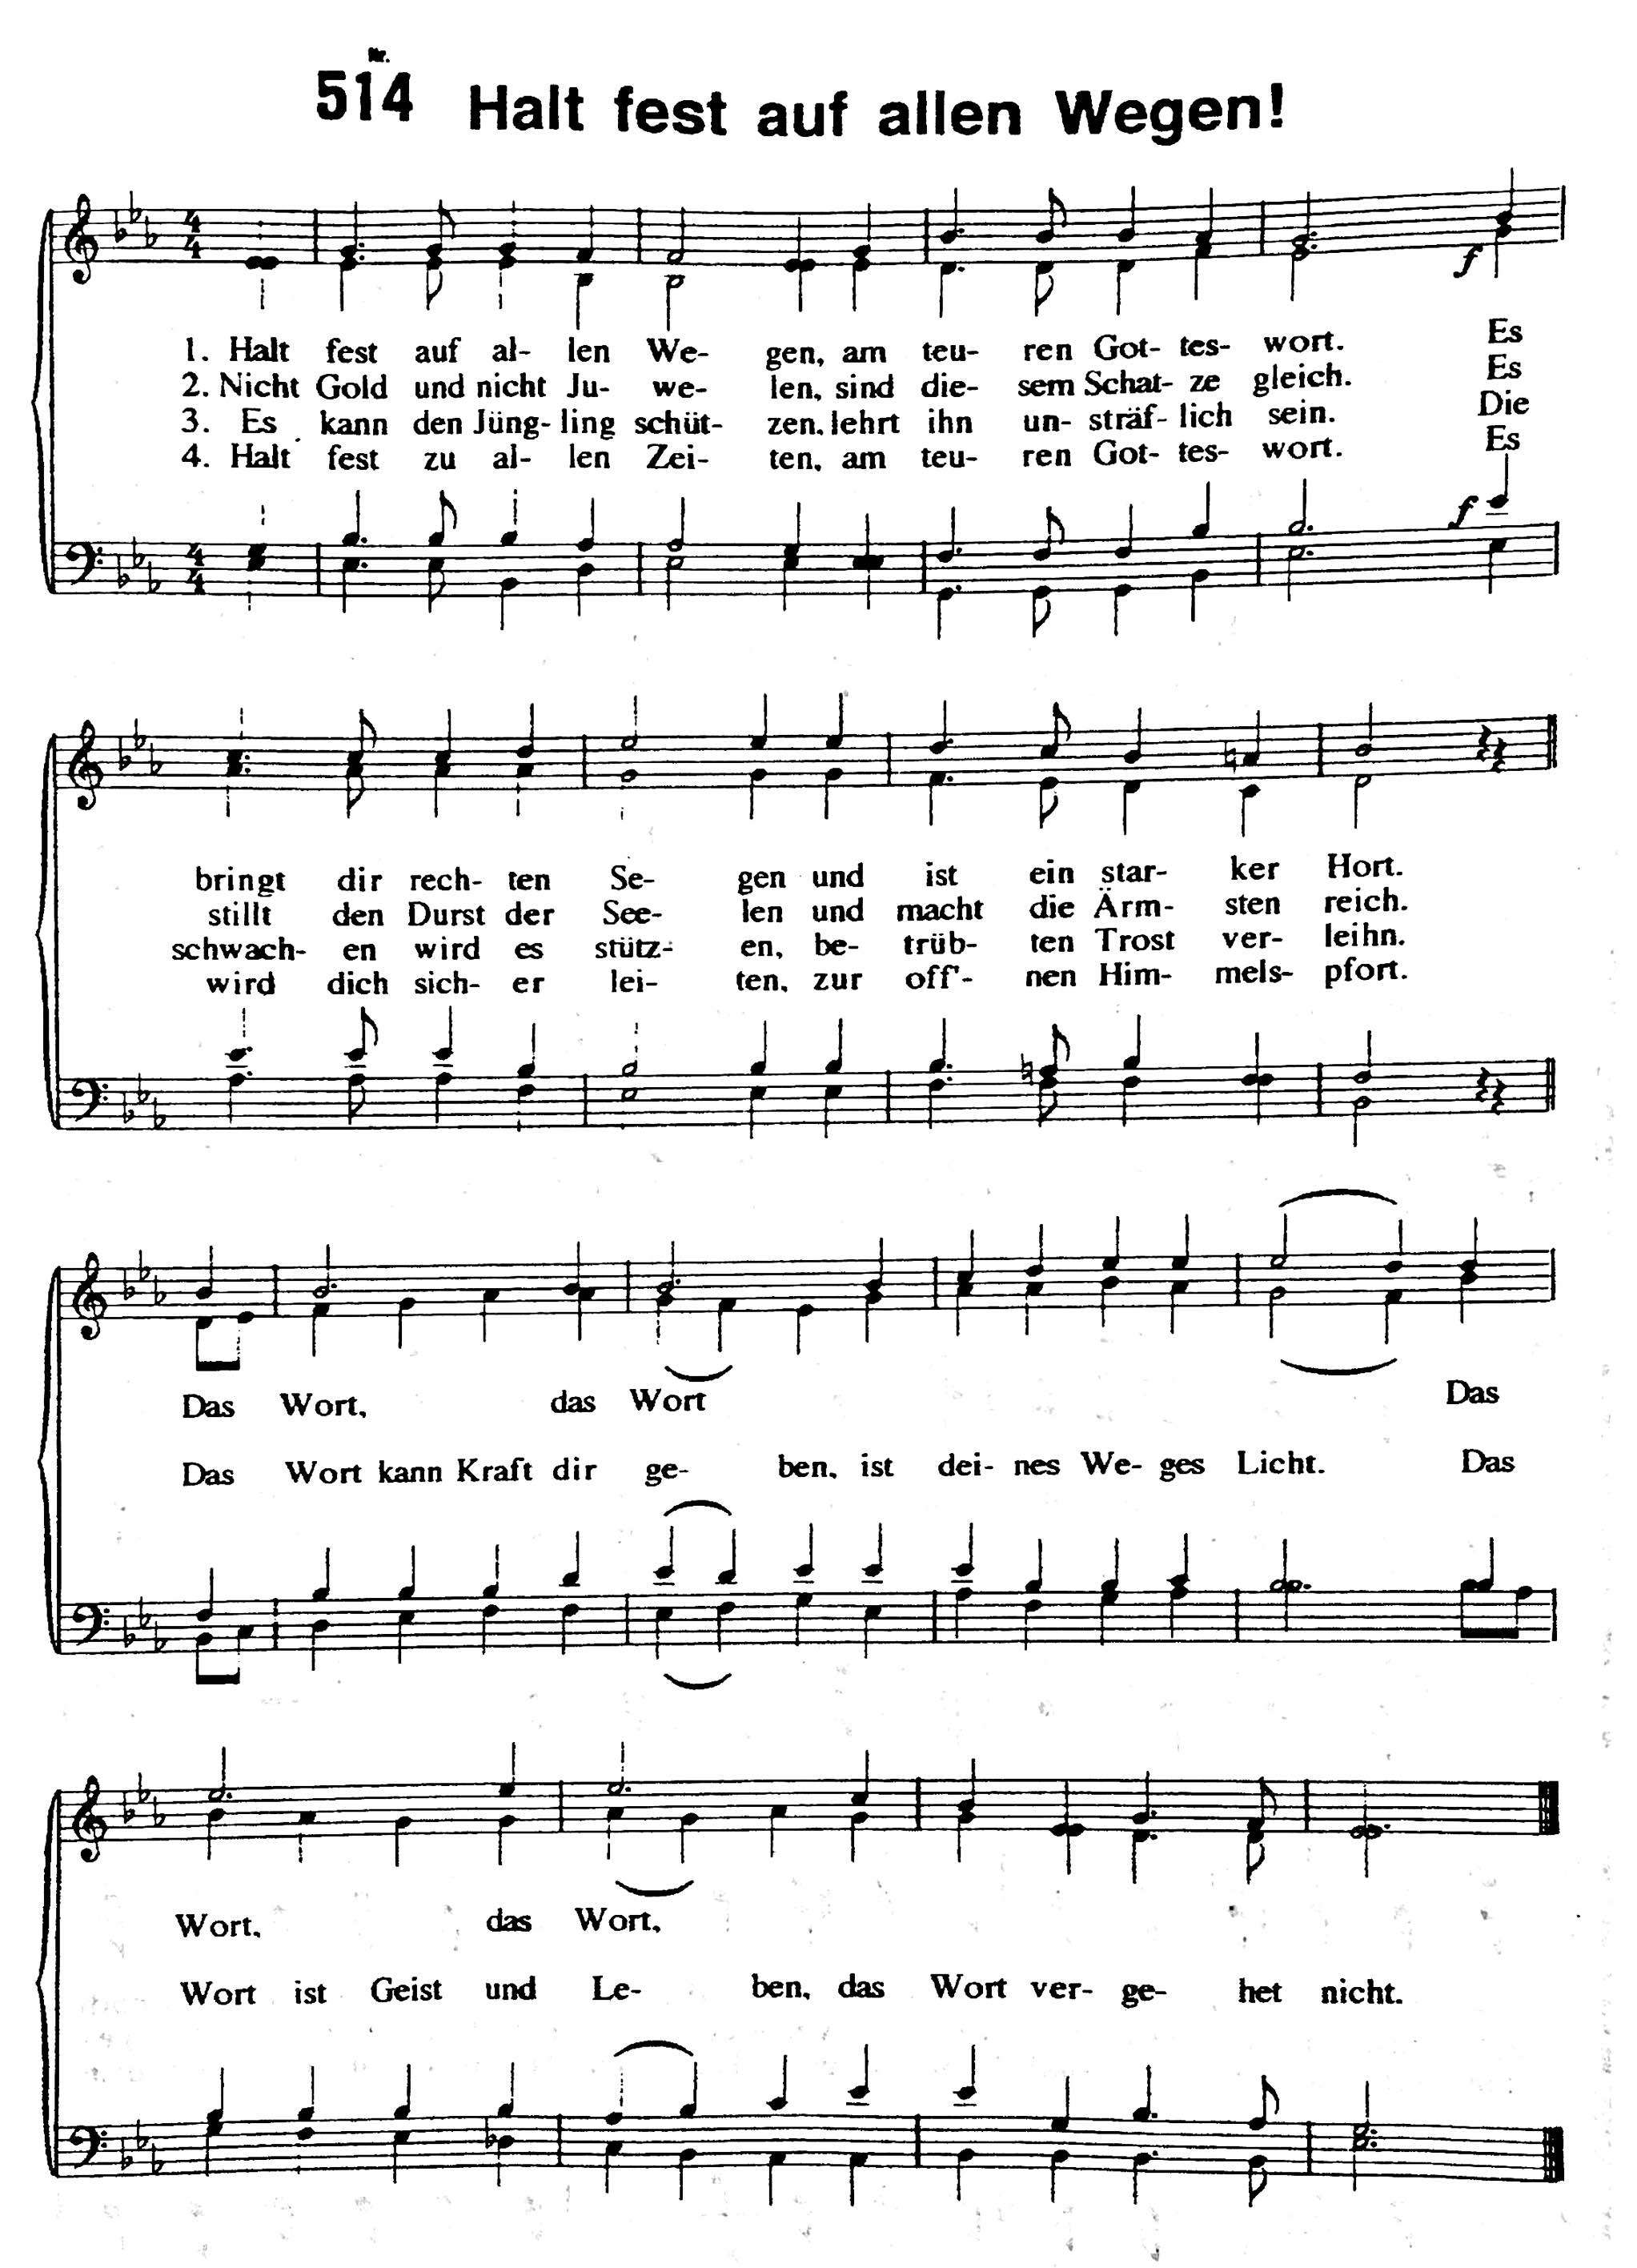 Nr.
514 Halt fest auf allen Wegen!
1. Halt fest auf al- len We- gen, am teu- ren Got- tes- wort. Es
2. Nicht Gold und nicht Ju- we- len, sind die- sem Schat- ze gleich. Es
3. Es kann den Jüng- ling schüt- zen, lehrt ihn un- sträf- lich sein. Die
4. Halt fest zu al- len Zei- ten, am teu- ren Got- tes- wort. Es
f
f
bringt dir rech- ten Se- gen und ist ein star- ker Hort.
stillt den Durst der See- len und macht die Ärm- sten reich.
schwach- en wird es stütz- en, be- trüb- ten Trost ver- leihn.
wird dich sich- er lei- ten, zur off'- nen Him- mels- pfort.
Das Wort, das Wort Das
Das Wort kann Kraft dir ge- ben, ist dei- nes We- ges Licht. Das
Wort, das Wort,
Wort ist Geist und Le- ben, das Wort ver- ge- het nicht.